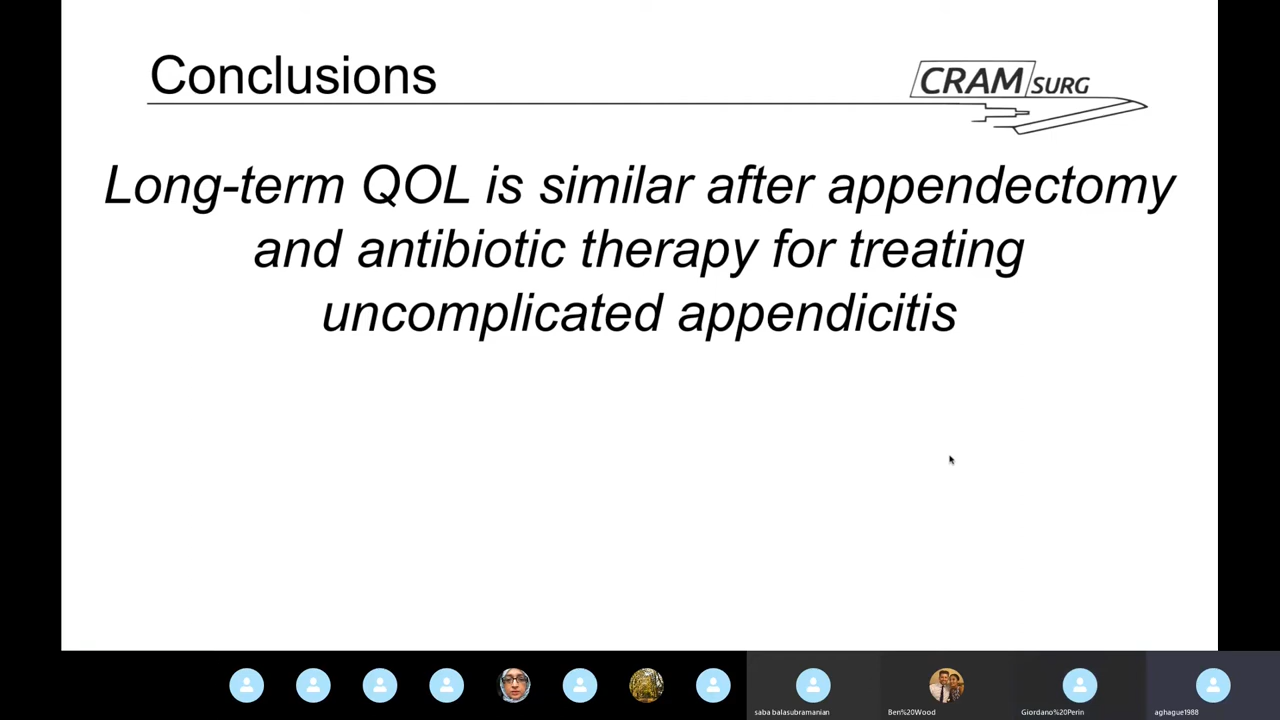 Conclusions
CRAM SURG
Long-term QOL is similar after appendectomy
and antibiotic therapy for treating
uncomplicated appendicitis
saba balasubramanian
Ben%20Wood
Giordano%20Perin
aghague1988